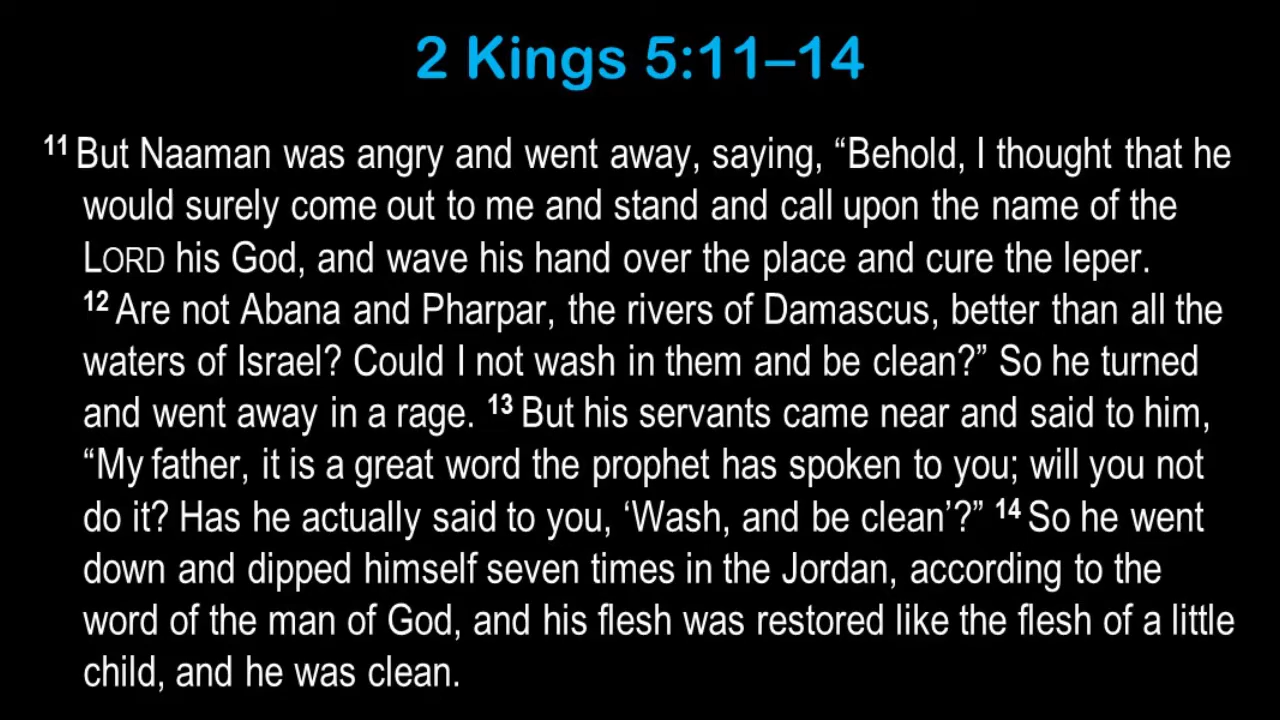 2 Kings 5:11–14
11 But Naaman was angry and went away, saying, “Behold, I thought that he
would surely come out to me and stand and call upon the name of the
LORD his God, and wave his hand over the place and cure the leper.
12 Are not Abana and Pharpar, the rivers of Damascus, better than all the
waters of Israel? Could I not wash in them and be clean?” So he turned
and went away in a rage. 13 But his servants came near and said to him,
“My father, it is a great word the prophet has spoken to you; will you not
do it? Has he actually said to you, ‘Wash, and be clean’?” 14 So he went
down and dipped himself seven times in the Jordan, according to the
word of the man of God, and his flesh was restored like the flesh of a little
child, and he was clean.